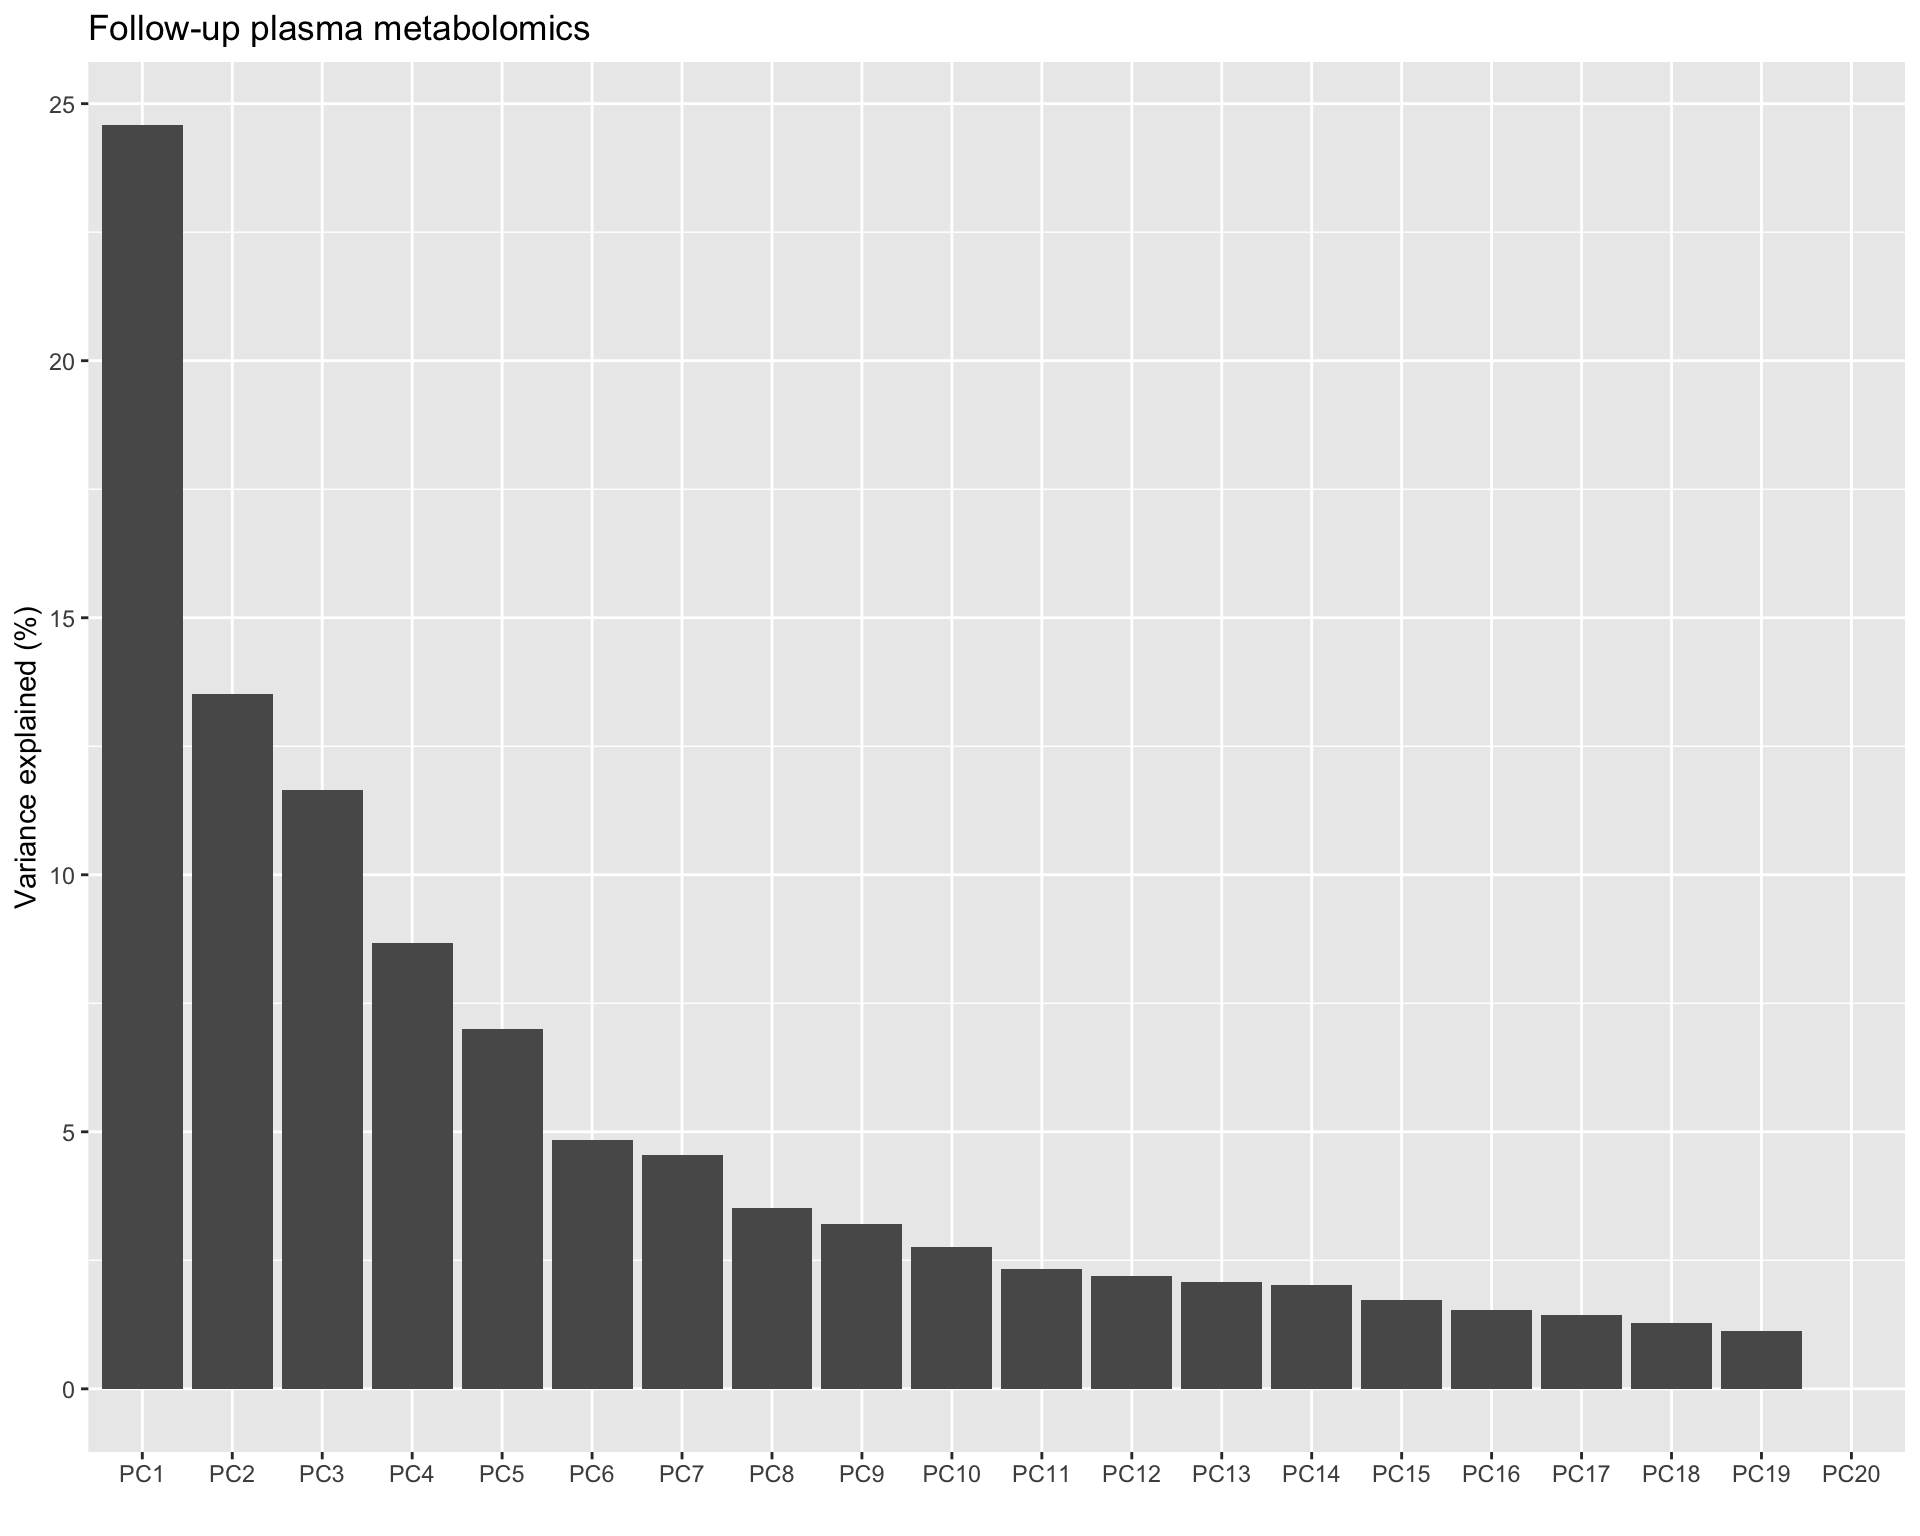 Follow-up plasma metabolomics
Variance explained (%)
25
20
15
10
5
0
PC1 PC2 PC3 PC4 PC5 PC6 PC7 PC8 PC9 PC10 PC11 PC12 PC13 PC14 PC15 PC16 PC17 PC18 PC19 PC20